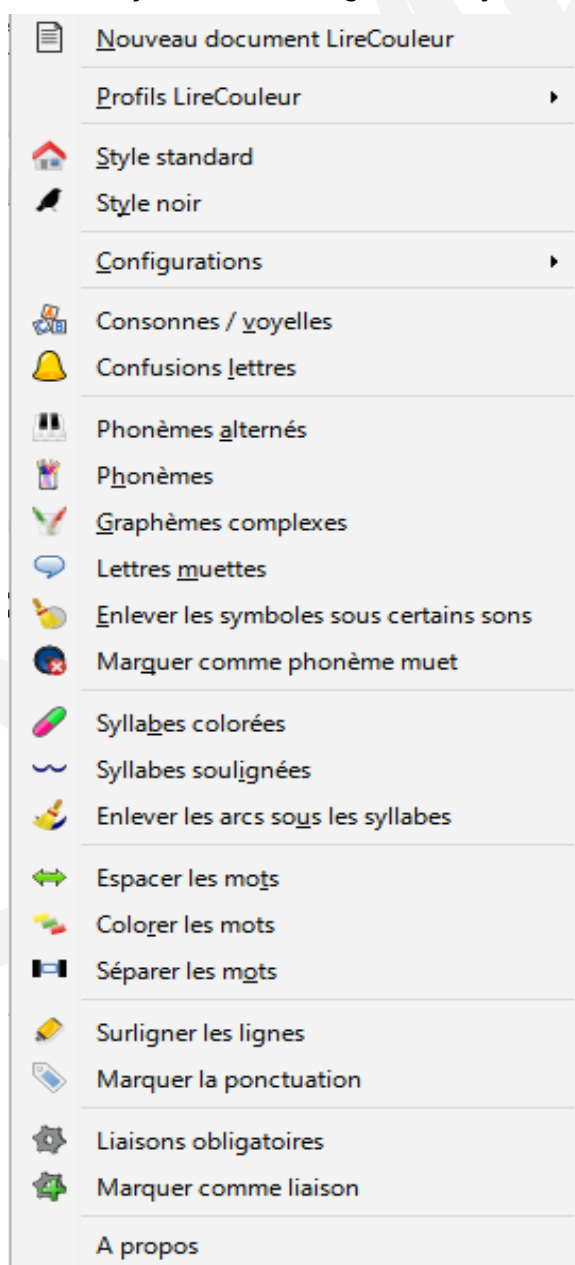 Nouveau document LireCouleur
Profils LireCouleur
Style standard
Style noir
Configurations
Consonnes / voyelles
Confusions lettres
Phonèmes alternés
Phonèmes
Graphèmes complexes
Lettres muettes
Enlever les symboles sous certains sons
Marquer comme phonème muet
Syllabes colorées
Syllabes soulignées
Enlever les arcs sous les syllabes
Espacer les mots
Colorer les mots
Séparer les mots
Surligner les lignes
Marquer la ponctuation
Liaisons obligatoires
Marquer comme liaison
A propos